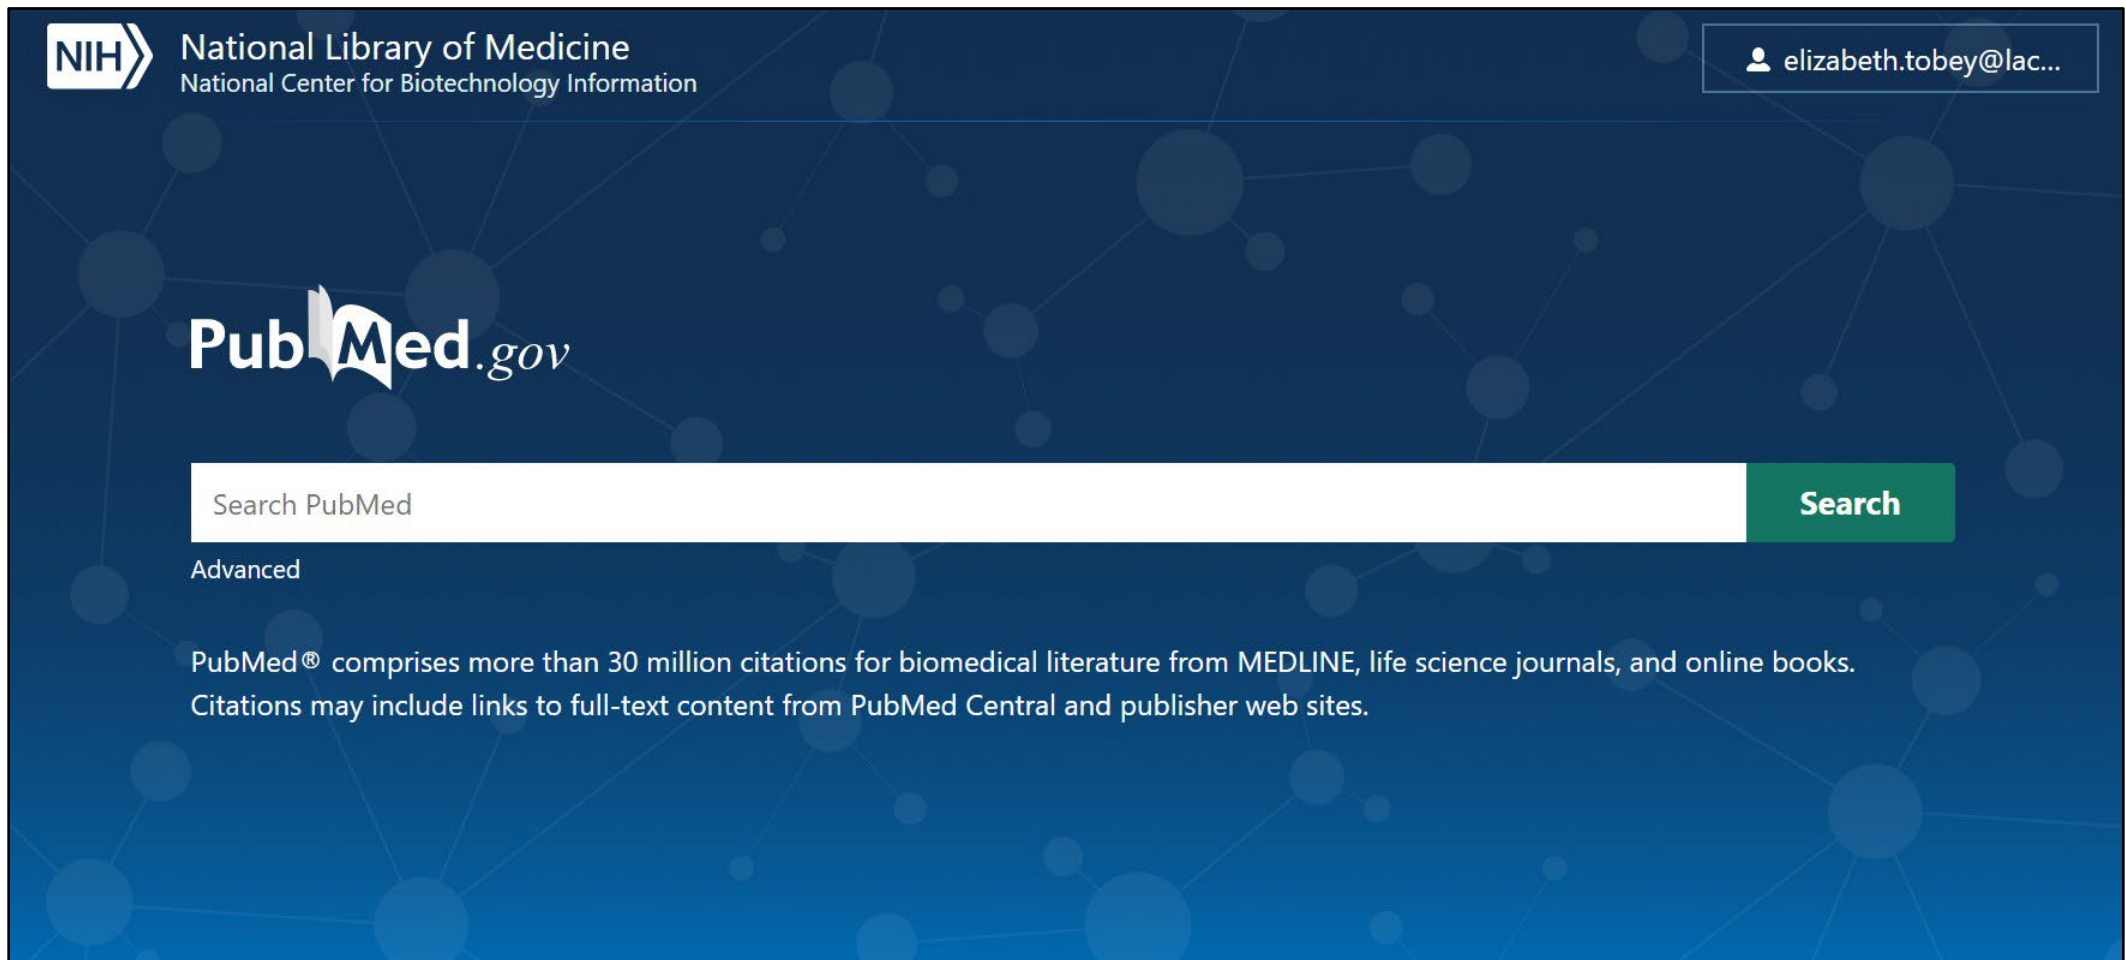 NIH
National Library of Medicine
National Center for Biotechnology Information
elizabeth.tobey@lac...
PubMed.gov
Search PubMed
Search
Advanced
PubMed® comprises more than 30 million citations for biomedical literature from MEDLINE, life science journals, and online books.
Citations may include links to full-text content from PubMed Central and publisher web sites.